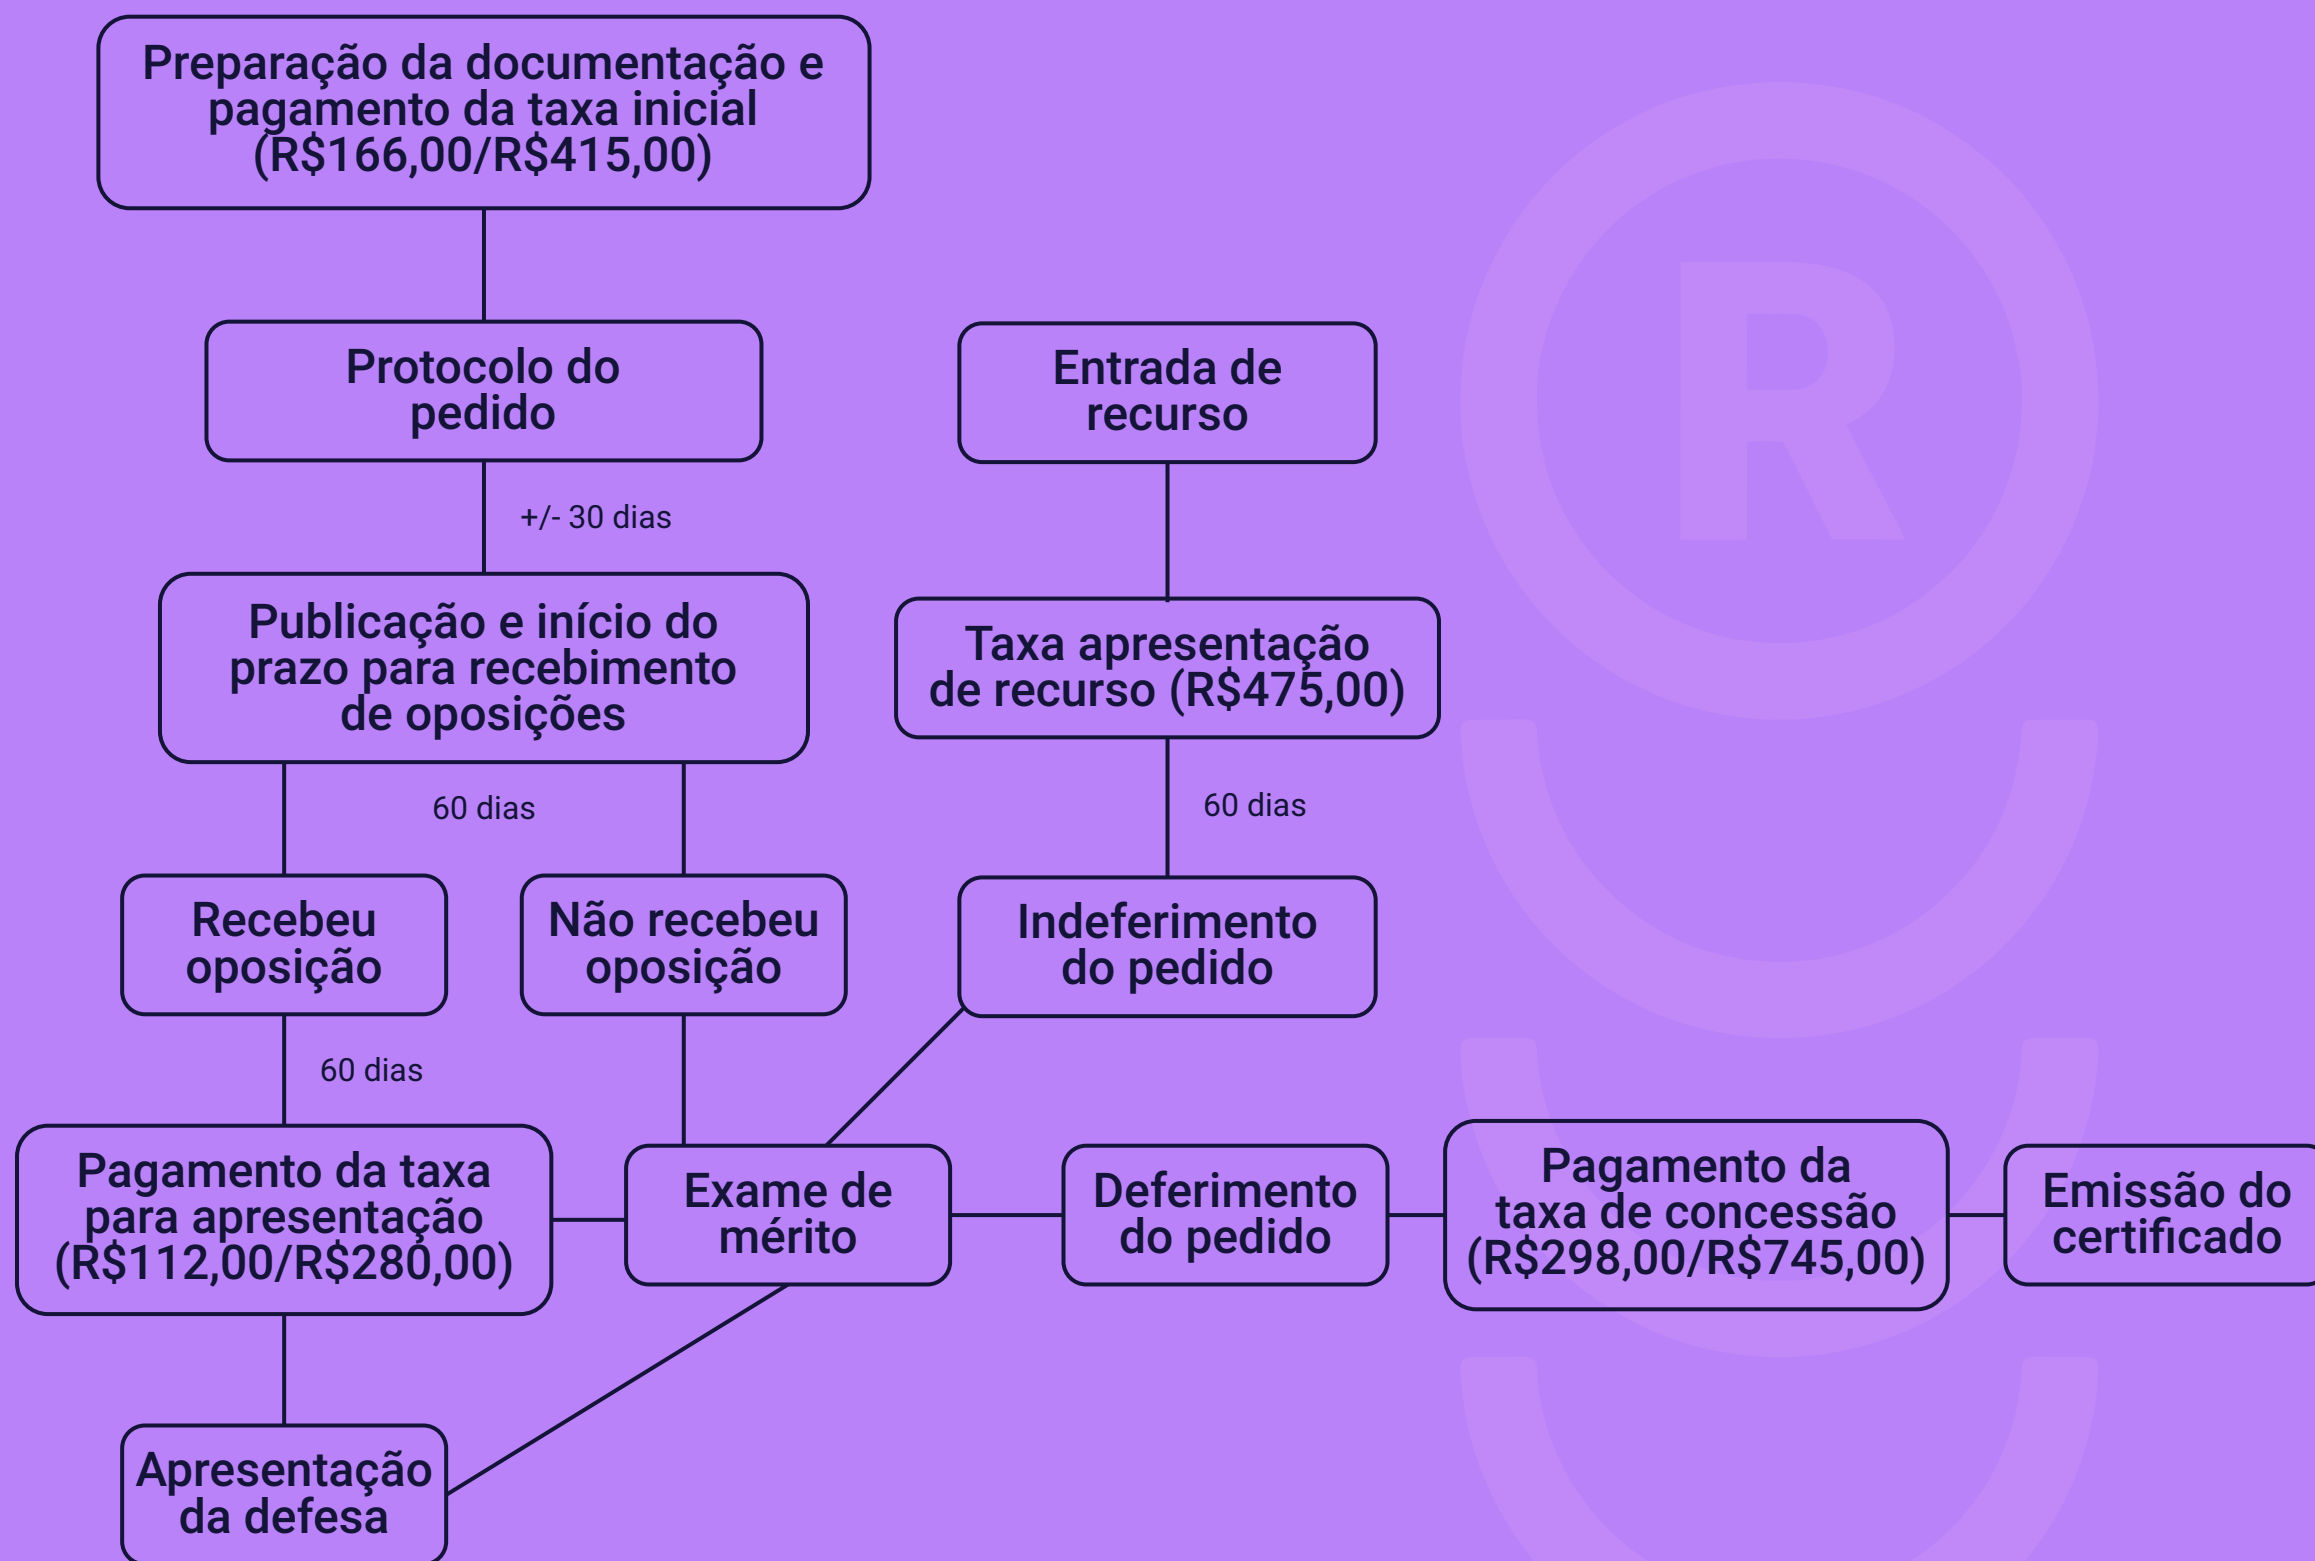 Preparação da documentação e
pagamento da taxa inicial
(R$166,00/R$415,00)
Protocolo do
pedido
+/- 30 dias
Publicação e início do
prazo para recebimento
de oposições
60 dias
Recebeu
oposição
Não recebeu
oposição
60 dias
Pagamento da taxa
para apresentação
(R$112,00/R$280,00)
Apresentação
da defesa
Entrada de
recurso
Taxa apresentação
de recurso (R$475,00)
60 dias
Indeferimento
do pedido
Exame de
mérito
Deferimento
do pedido
Pagamento da
taxa de concessão
(R$298,00/R$745,00)
Emissão do
certificado
R